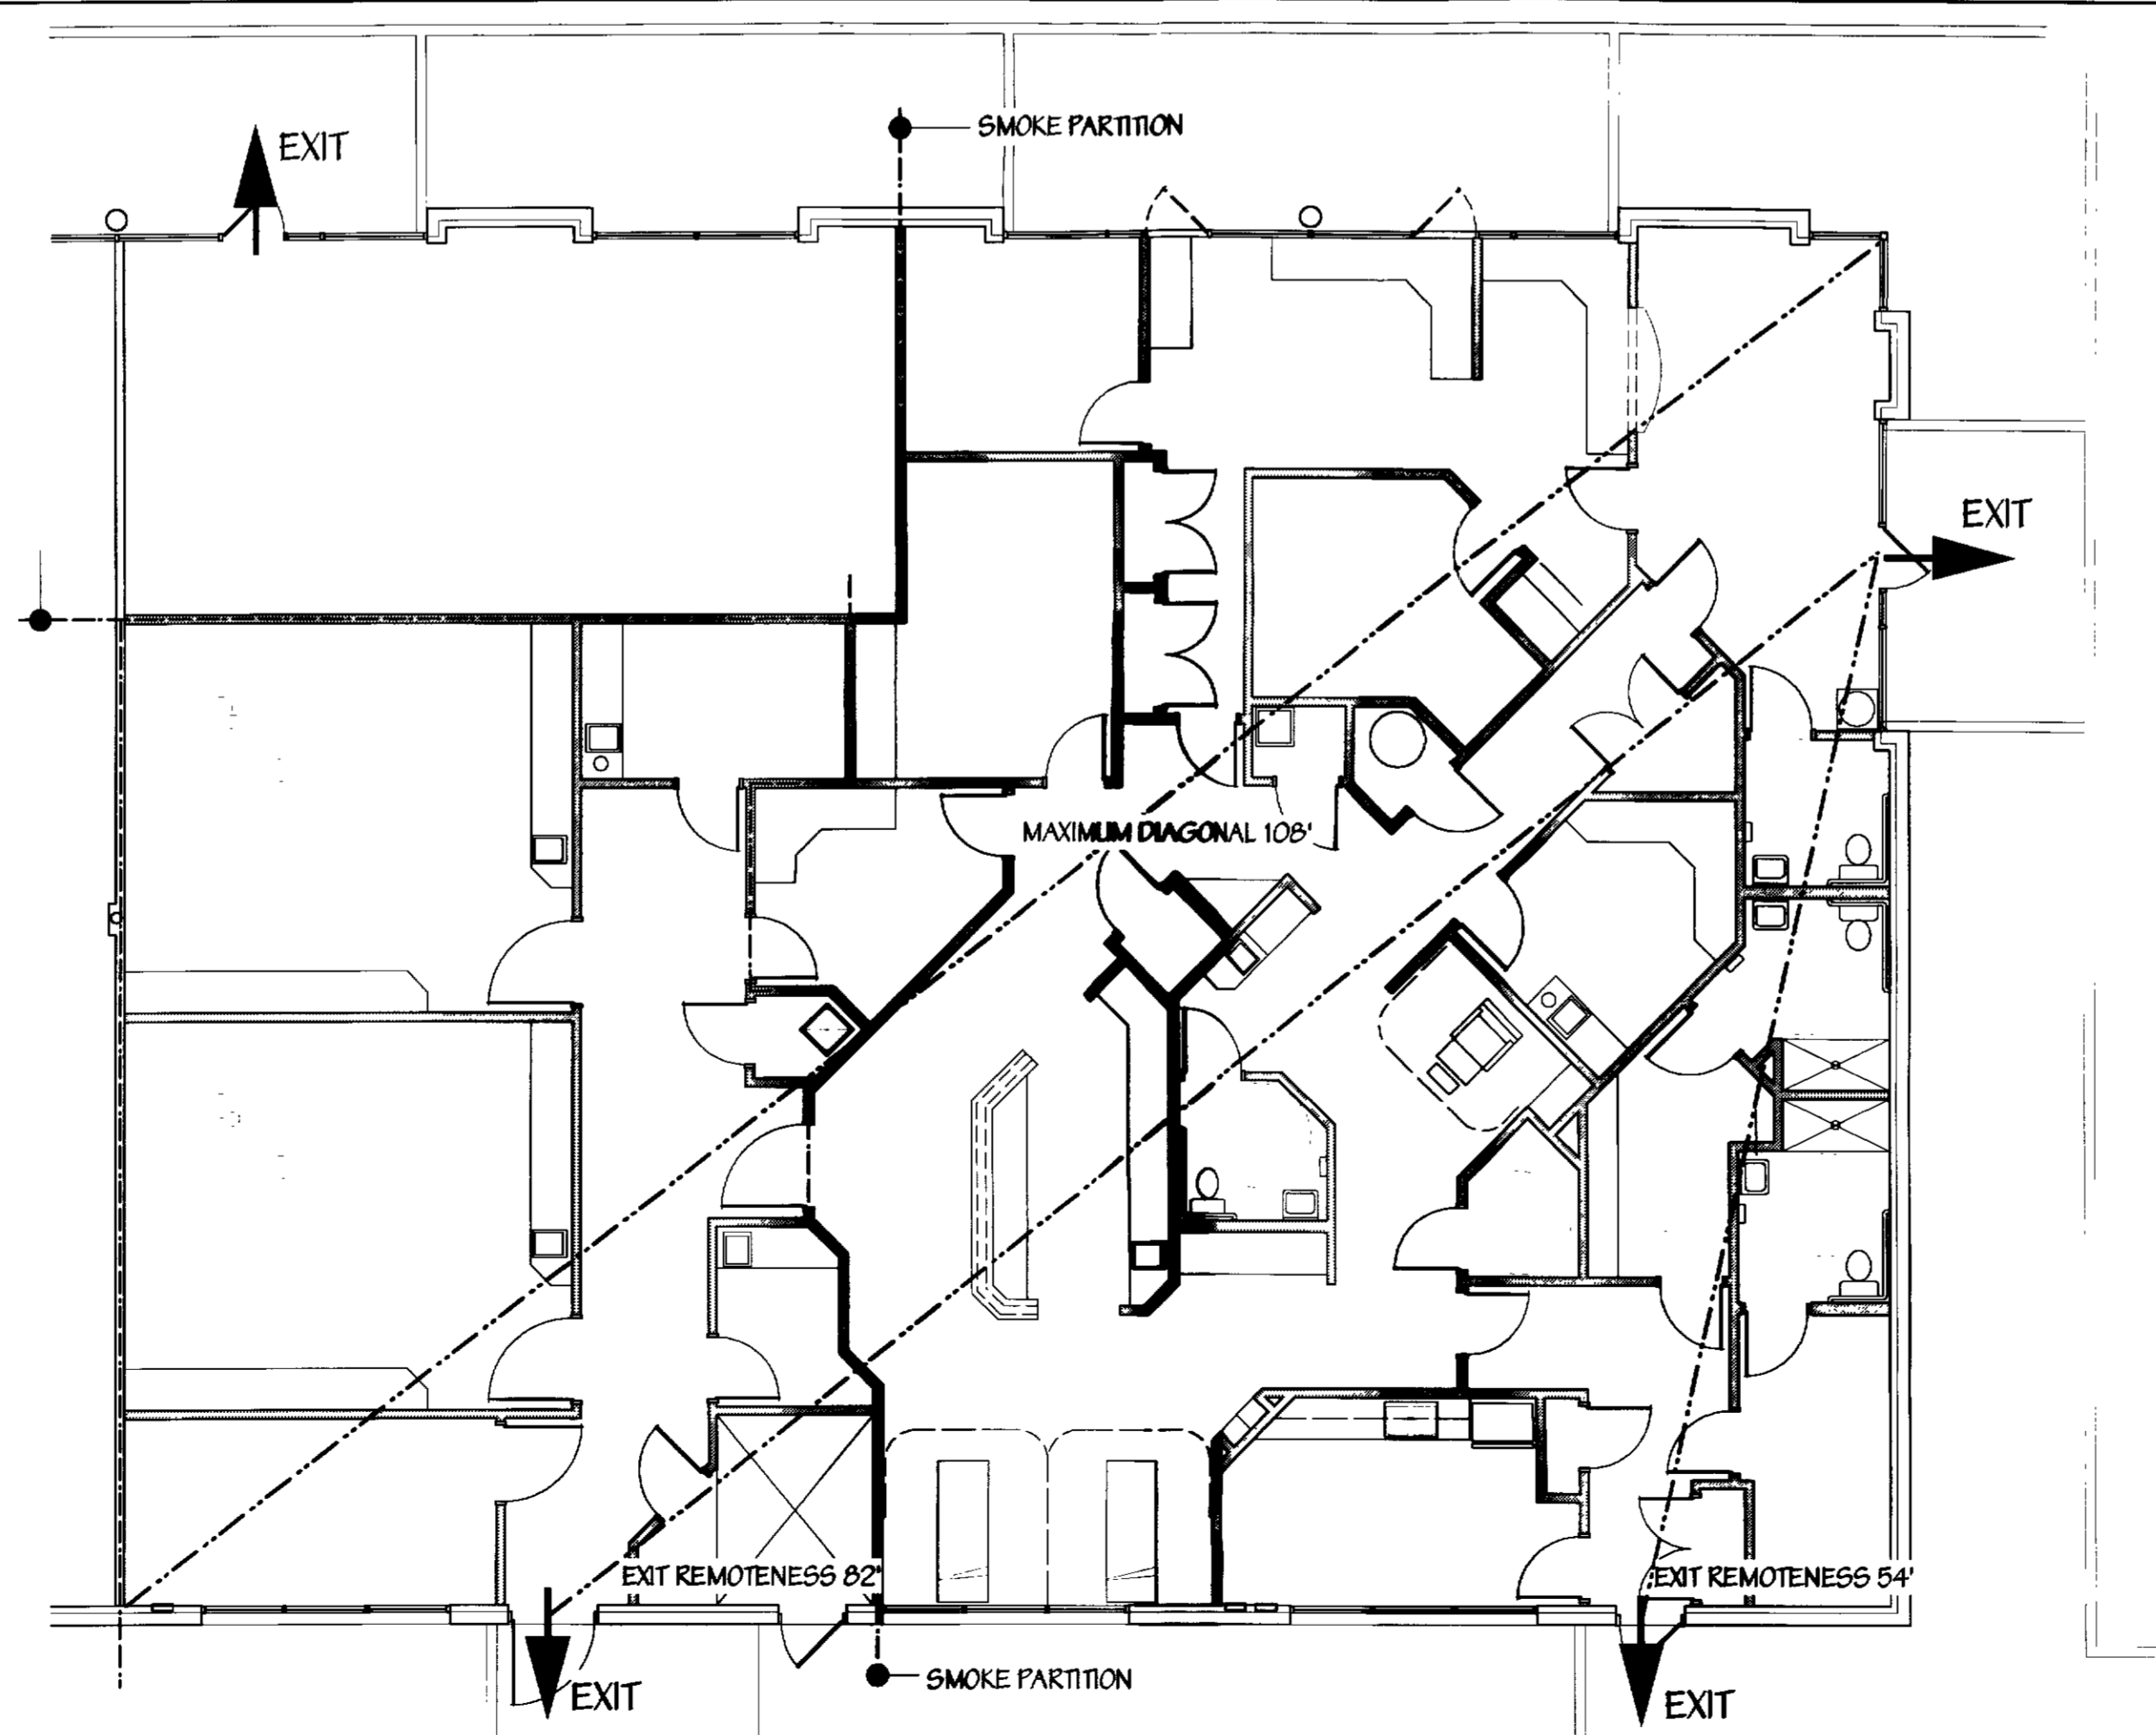 SMOKE PARTITION
EXIT
EXIT
MAXIMUM DIAGONAL 108'
EXIT REMOTENESS 82'
EXIT REMOTENESS 54'
SMOKE PARTITION
EXIT
EXIT